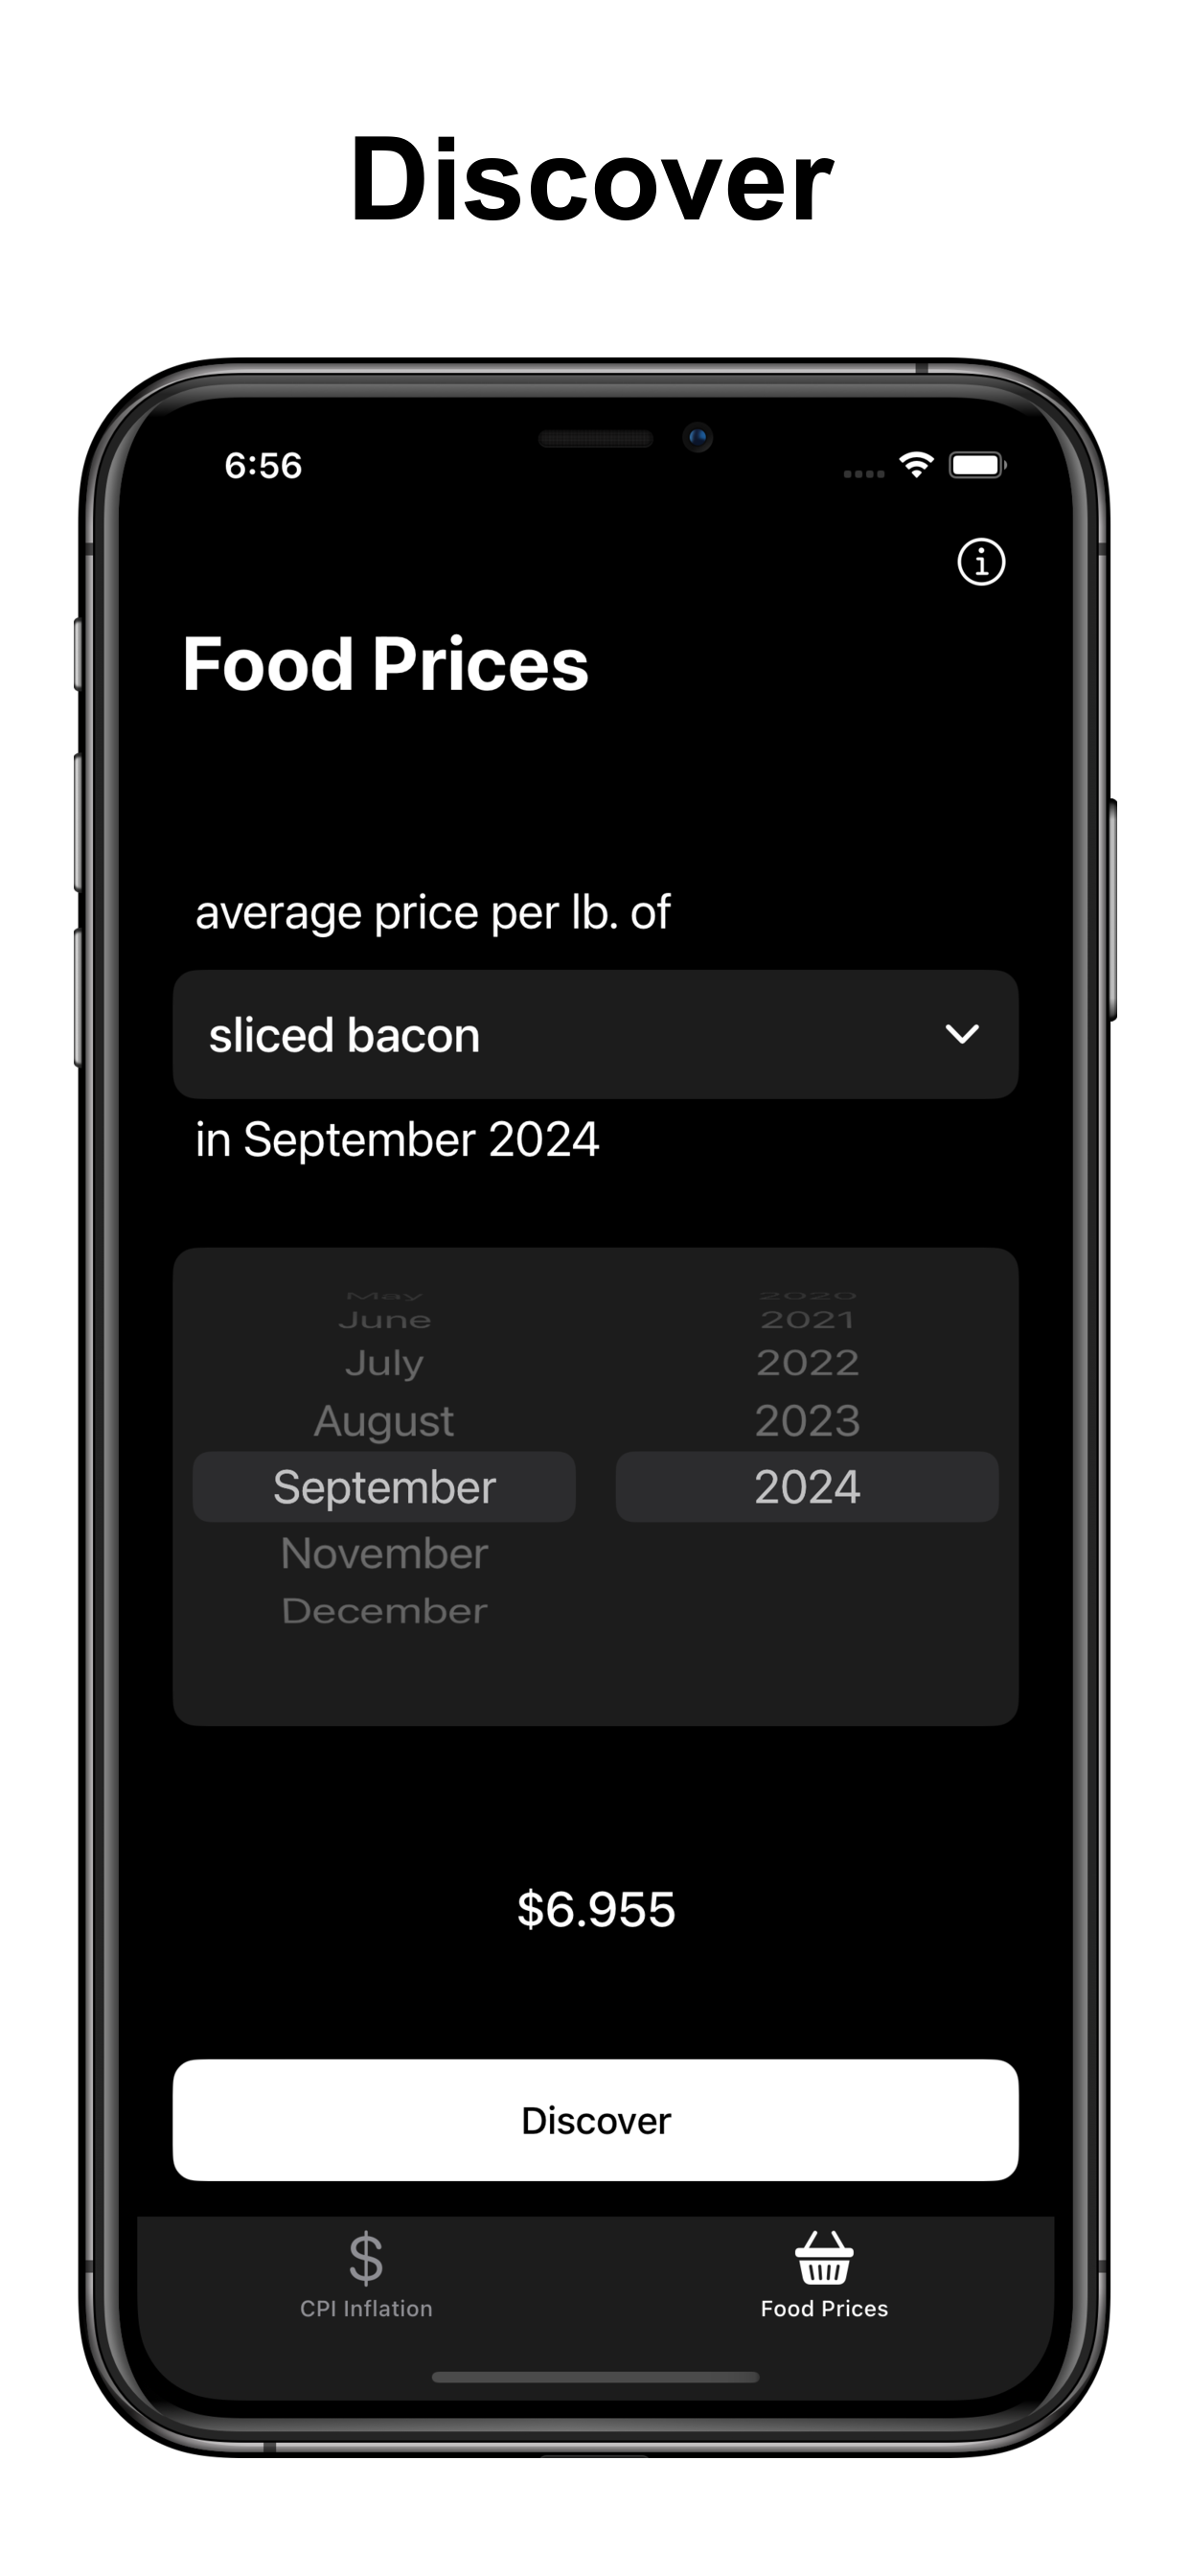 Discover
6:56
Food Prices
average price per lb. of
sliced bacon
in September 2024
May 2020
June 2021
July 2022
August 2023
September 2024
November
December
$6.955
Discover
$
CPI Inflation Food Prices